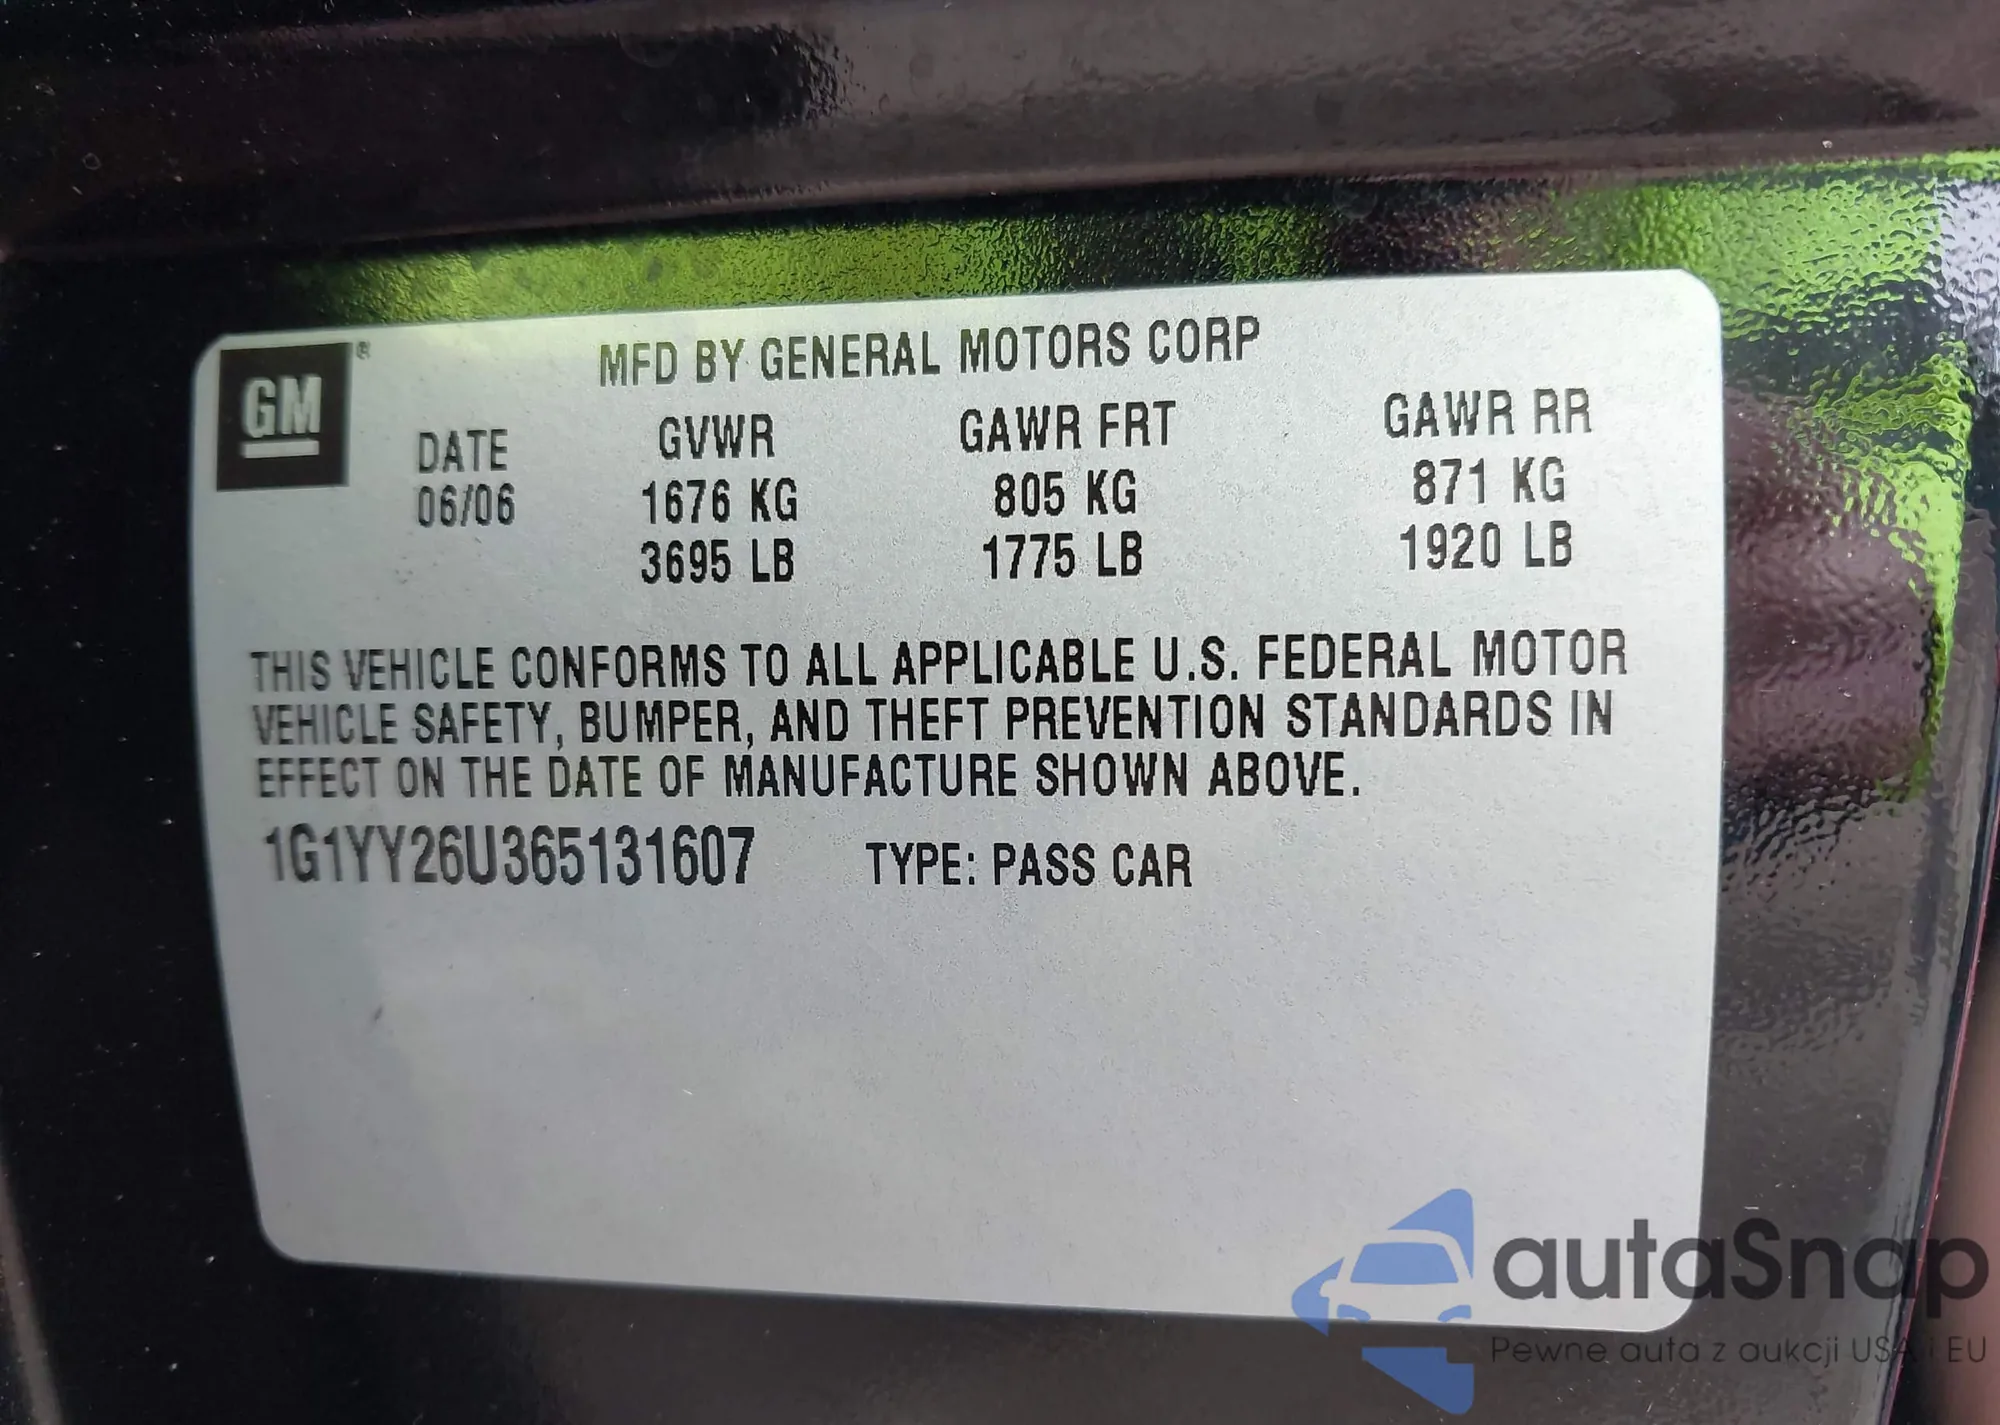 GM ®
MFD BY GENERAL MOTORS CORP
DATE GVWR GAWR FRT GAWR RR
06/06 1676 KG 805 KG 871 KG
3695 LB 1775 LB 1920 LB
THIS VEHICLE CONFORMS TO ALL APPLICABLE U.S. FEDERAL MOTOR
VEHICLE SAFETY, BUMPER, AND THEFT PREVENTION STANDARDS IN
EFFECT ON THE DATE OF MANUFACTURE SHOWN ABOVE.
1G1YY26U365131607 TYPE: PASS CAR
autaSnap
Pewne auta z aukcji USA i EU